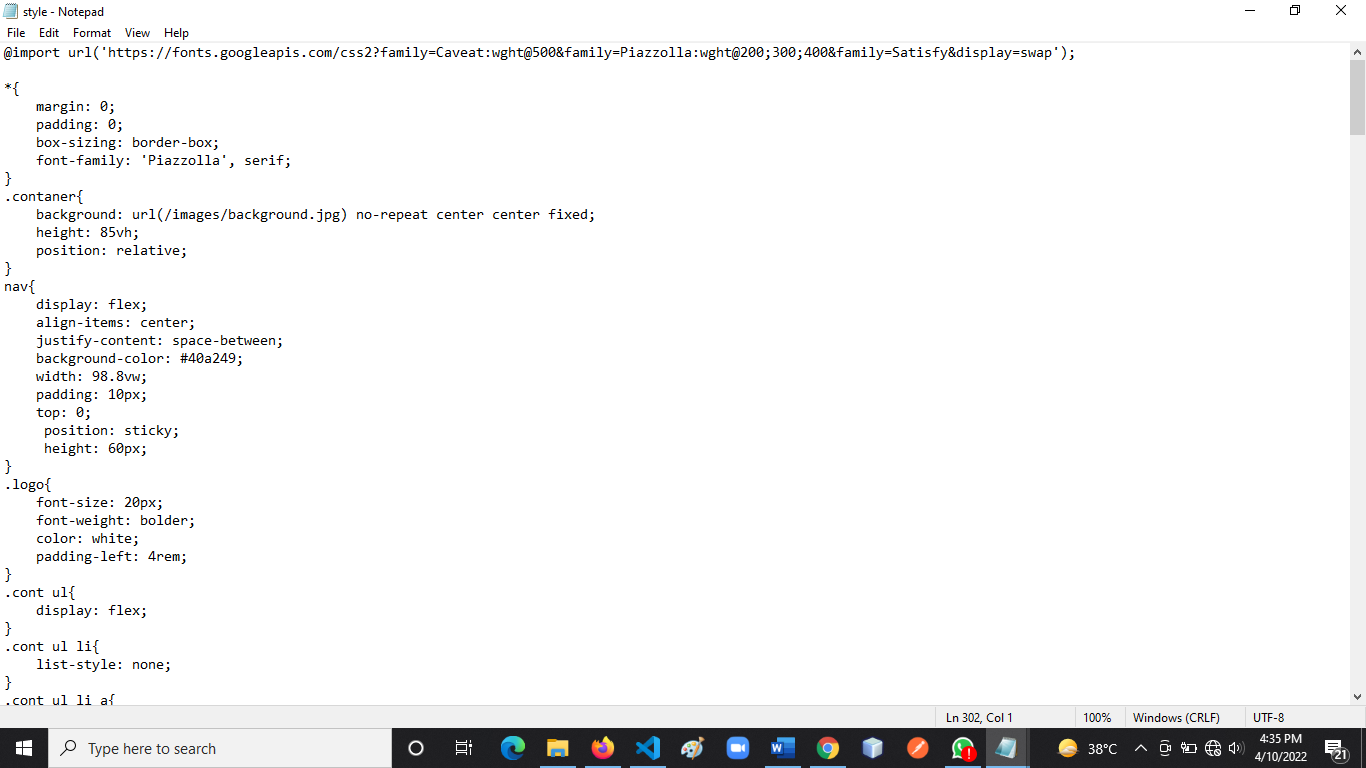 style - Notepad
File Edit Format View Help
@import url('https://fonts.googleapis.com/css2?family=Caveat:wght@500&family=Piazzolla:wght@200;300;400&family=Satisfy&display=swap');

*{
    margin: 0;
    padding: 0;
    box-sizing: border-box;
    font-family: 'Piazzolla', serif;
}
.contaner{
    background: url(/images/background.jpg) no-repeat center center fixed;
    height: 85vh;
    position: relative;
}
nav{
    display: flex;
    align-items: center;
    justify-content: space-between;
    background-color: #40a249;
    width: 98.8vw;
    padding: 10px;
    top: 0;
     position: sticky;
     height: 60px;
}
.logo{
    font-size: 20px;
    font-weight: bolder;
    color: white;
    padding-left: 4rem;
}
.cont ul{
    display: flex;
}
.cont ul li{
    list-style: none;
}
.cont ul li a{
Ln 302, Col 1 100% Windows (CRLF) UTF-8
Type here to search
38°C
4:35 PM
4/10/2022
21